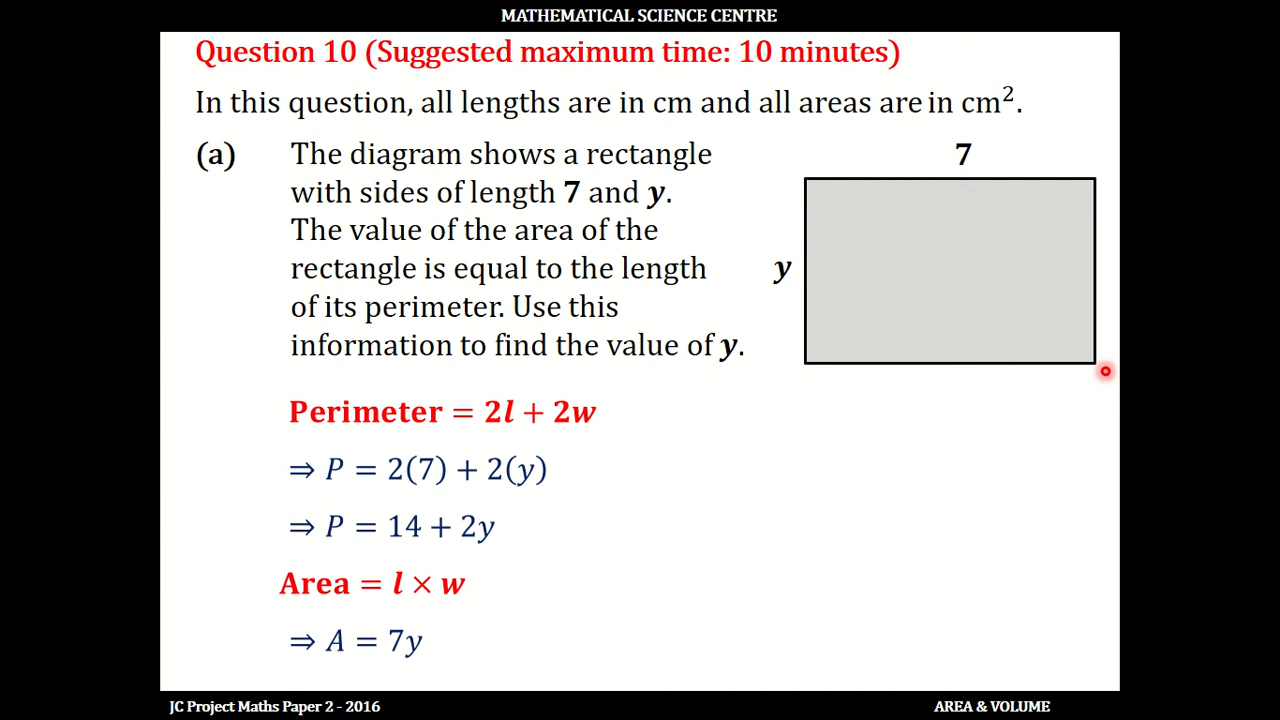 MATHEMATICAL SCIENCE CENTRE
Question 10 (Suggested maximum time: 10 minutes)
In this question, all lengths are in cm and all areas are in cm².
(a) The diagram shows a rectangle
with sides of length 7 and y.
The value of the area of the
rectangle is equal to the length
of its perimeter. Use this
information to find the value of y.
7
y
Perimeter = 2l + 2w
⇒ P = 2(7) + 2(y)
⇒ P = 14 + 2y
Area = l × w
⇒ A = 7y
JC Project Maths Paper 2 - 2016
AREA & VOLUME